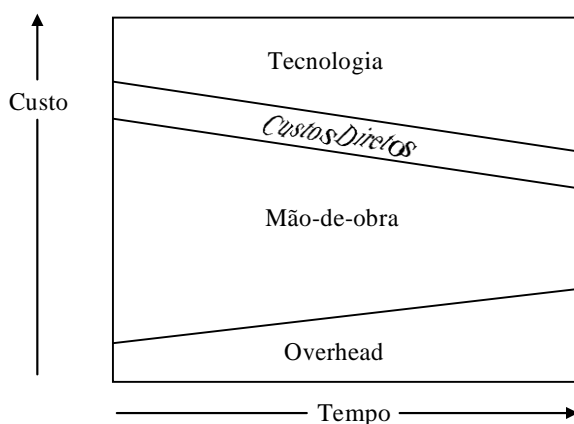 Tecnologia
Custo
Custos Diretos
Mão-de-obra
Overhead
Tempo